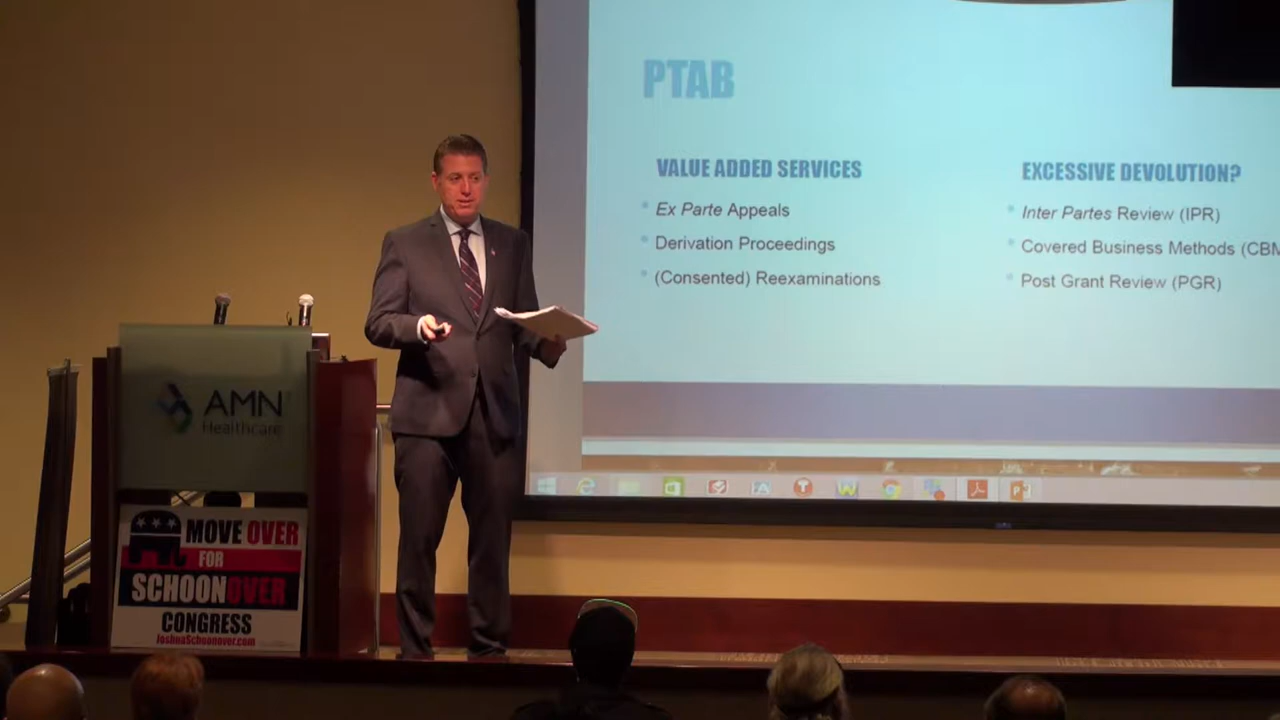 PTAB
VALUE ADDED SERVICES
Ex Parte Appeals
Derivation Proceedings
(Consented) Reexaminations
EXCESSIVE DEVOLUTION?
Inter Partes Review (IPR)
Covered Business Methods (CBM
Post Grant Review (PGR)
AMN
Healthcare
MOVE OVER
FOR
SCHOONOVER
CONGRESS
JoshuaSchoonover.com